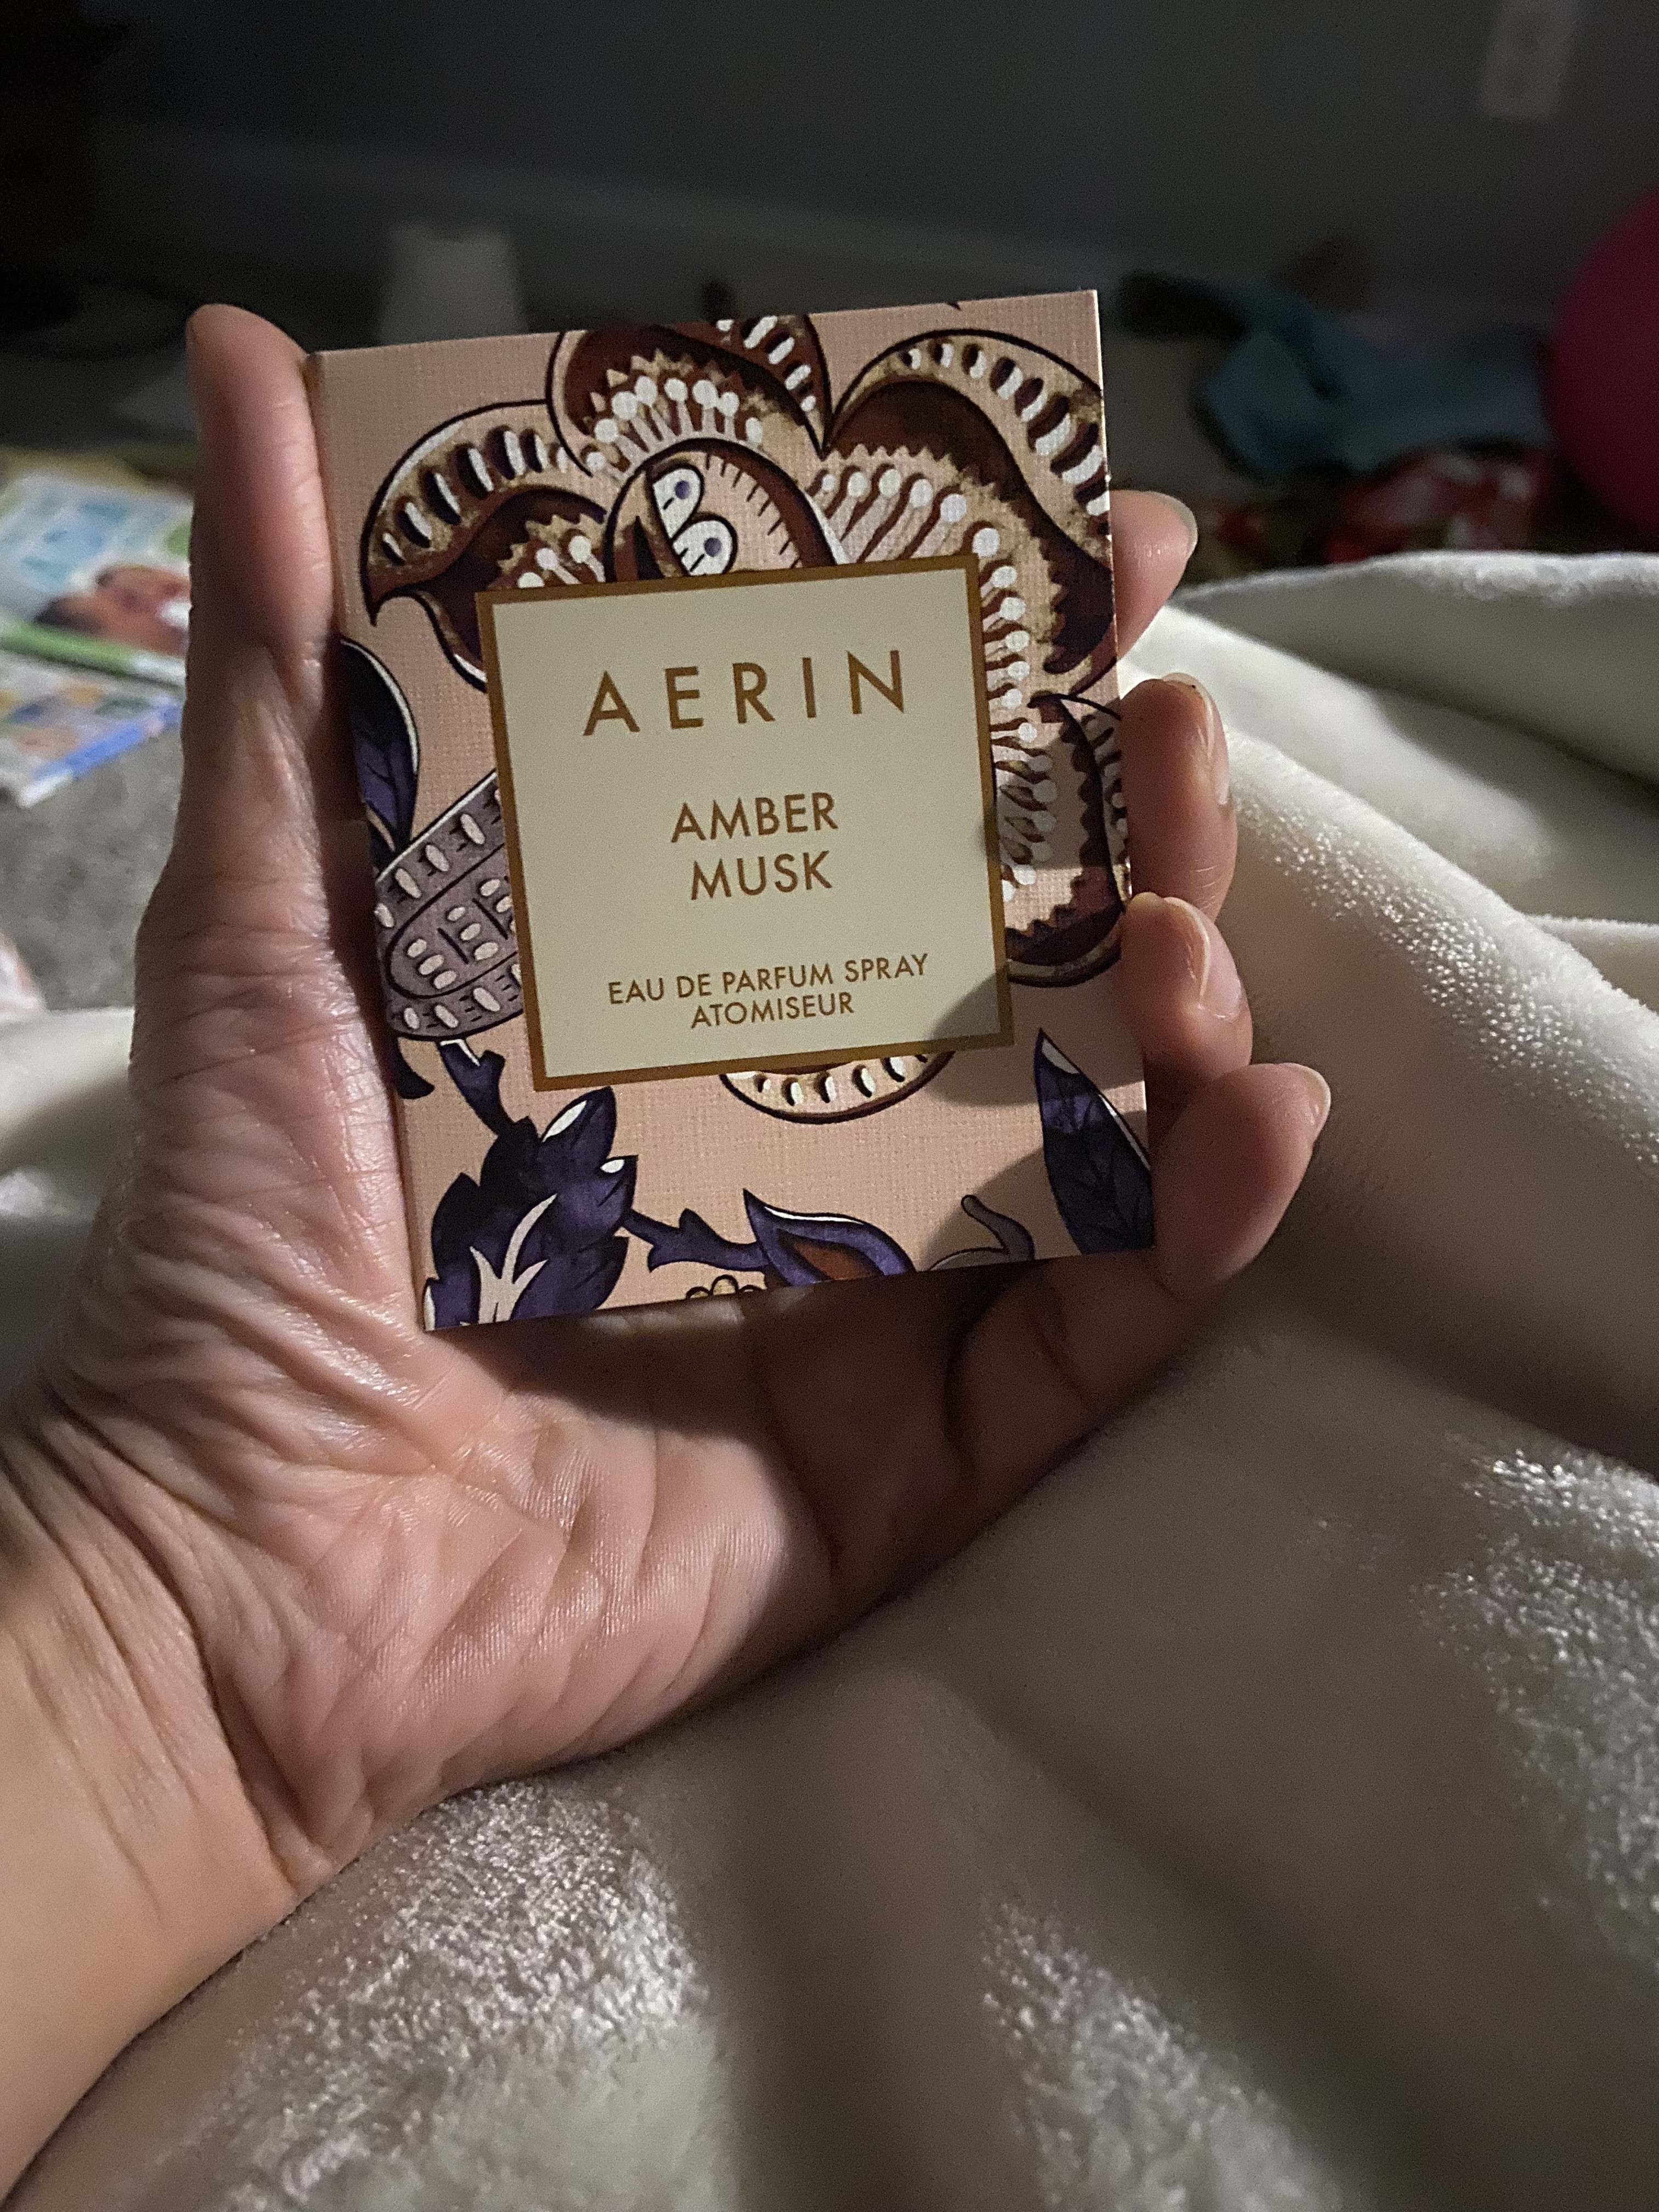 AERIN
AMBER
MUSK
EAU DE PARFUM SPRAY
ATOMISEUR